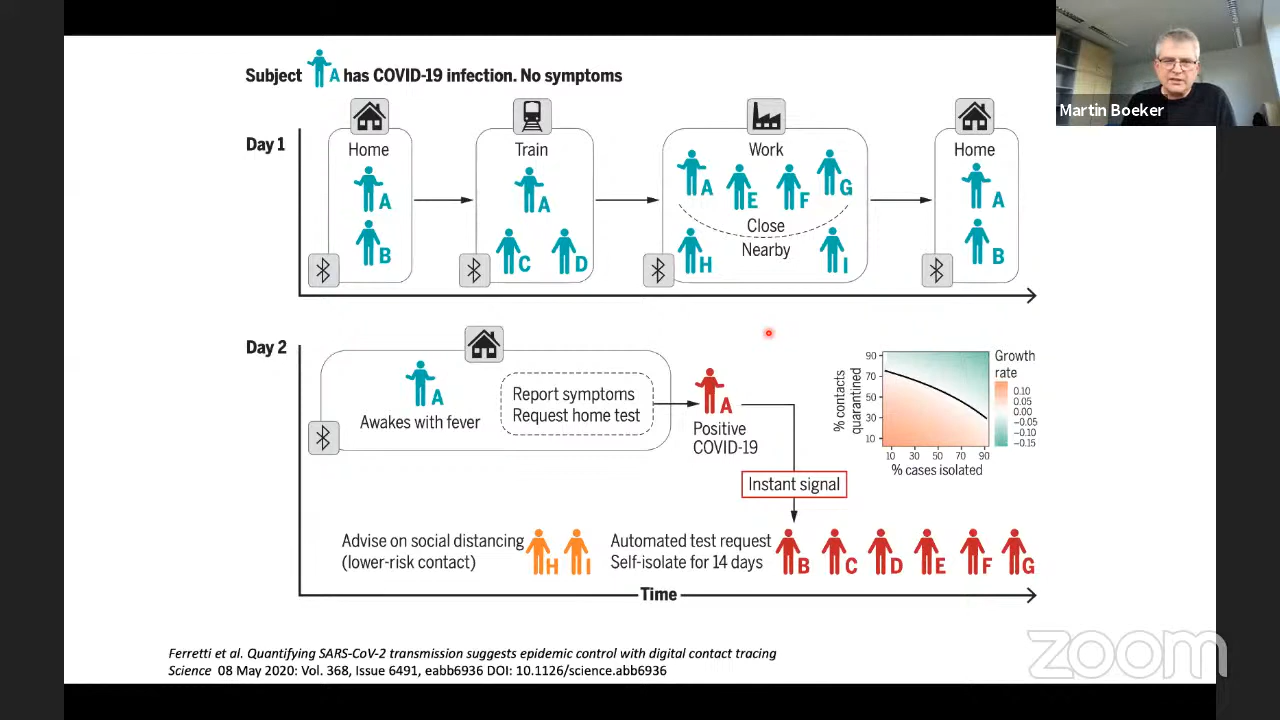 Martin Boeker
Subject A has COVID-19 infection. No symptoms
Day 1
Home
Train
Work
Home
A
A
A
E
F
G
A
B
C
D
Close
Nearby
H
I
B
Day 2
A
Awakes with fever
Report symptoms
Request home test
A
Positive
COVID-19
Instant signal
Growth
rate
0.10
0.05
0.00
−0.05
−0.10
−0.15
% contacts
quarantined
90
70
50
30
10
10 30 50 70 90
% cases isolated
Advise on social distancing
(lower-risk contact)
H
I
Automated test request
Self-isolate for 14 days
B
C
D
E
F
G
Time
Ferretti et al. Quantifying SARS-CoV-2 transmission suggests epidemic control with digital contact tracing
Science 08 May 2020: Vol. 368, Issue 6491, eabb6936 DOI: 10.1126/science.abb6936
zoom